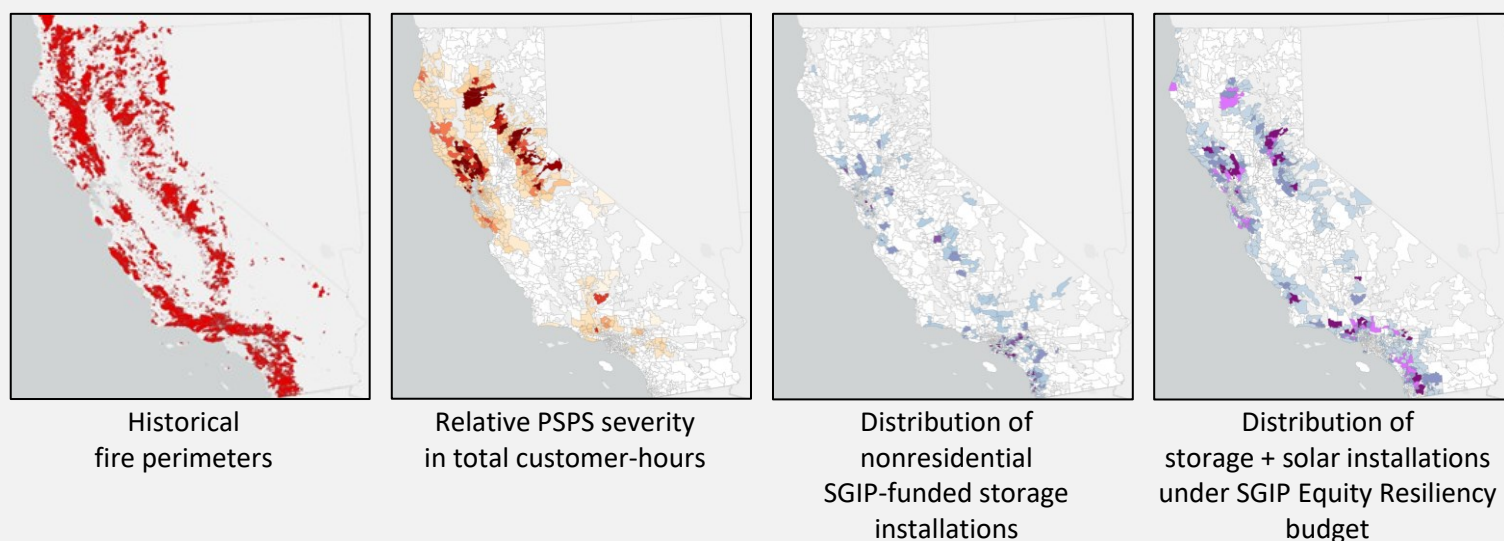 Historical
fire perimeters
Relative PSPS severity
in total customer-hours
Distribution of
nonresidential
SGIP-funded storage
installations
Distribution of
storage + solar installations
under SGIP Equity Resiliency
budget